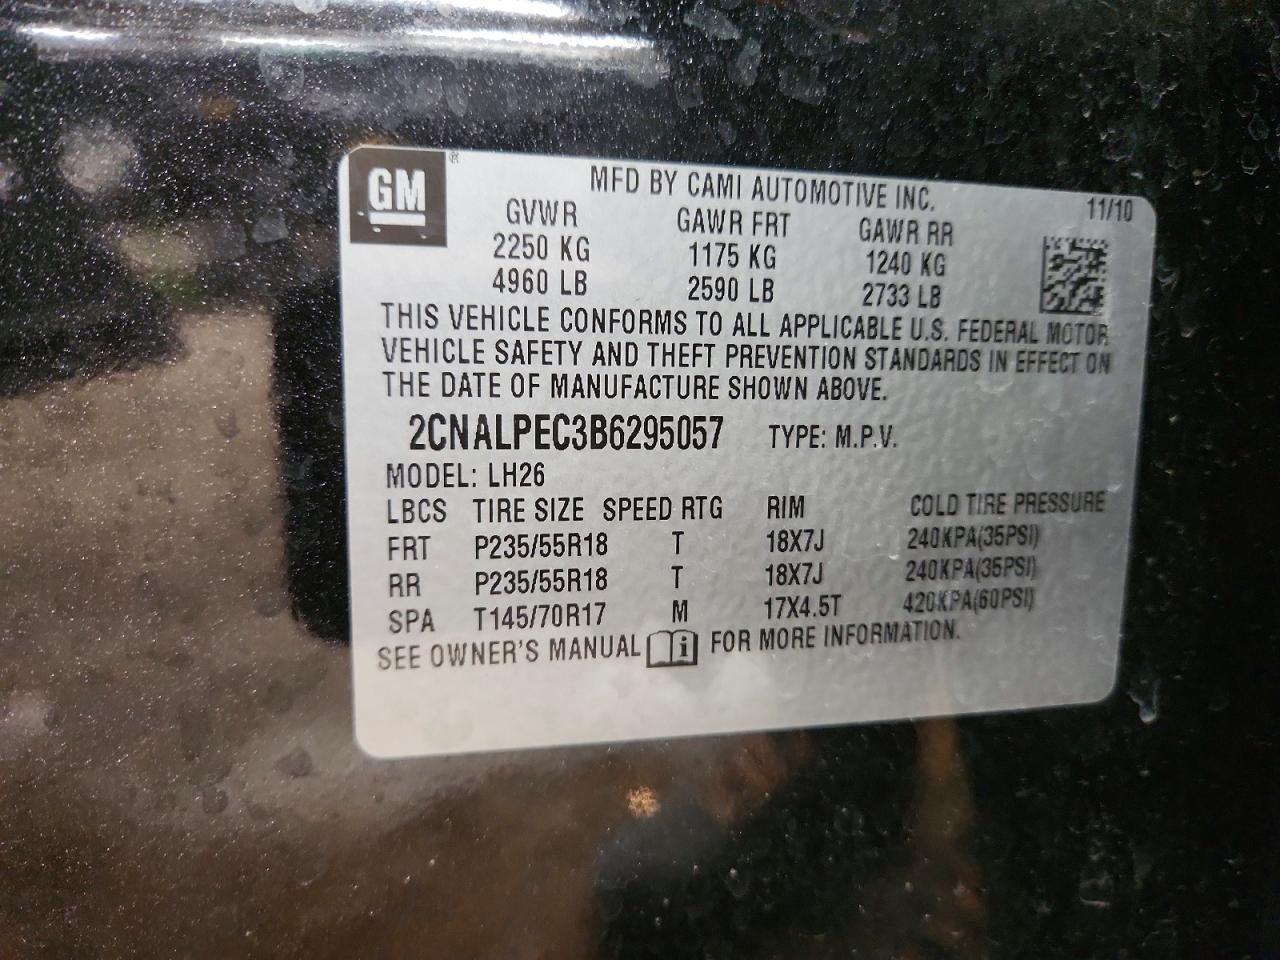 GM®
MFD BY CAMI AUTOMOTIVE INC.
11/10
GVWR GAWR FRT GAWR RR
2250 KG 1175 KG 1240 KG
4960 LB 2590 LB 2733 LB
THIS VEHICLE CONFORMS TO ALL APPLICABLE U.S. FEDERAL MOTOR
VEHICLE SAFETY AND THEFT PREVENTION STANDARDS IN EFFECT ON
THE DATE OF MANUFACTURE SHOWN ABOVE.
2CNALPEC3B6295057 TYPE: M.P.V.
MODEL: LH26
LBCS TIRE SIZE SPEED RTG RIM COLD TIRE PRESSURE
FRT P235/55R18 T 18X7J 240KPA(35PSI)
RR P235/55R18 T 18X7J 240KPA(35PSI)
SPA T145/70R17 M 17X4.5T 420KPA(60PSI)
SEE OWNER'S MANUAL i FOR MORE INFORMATION.